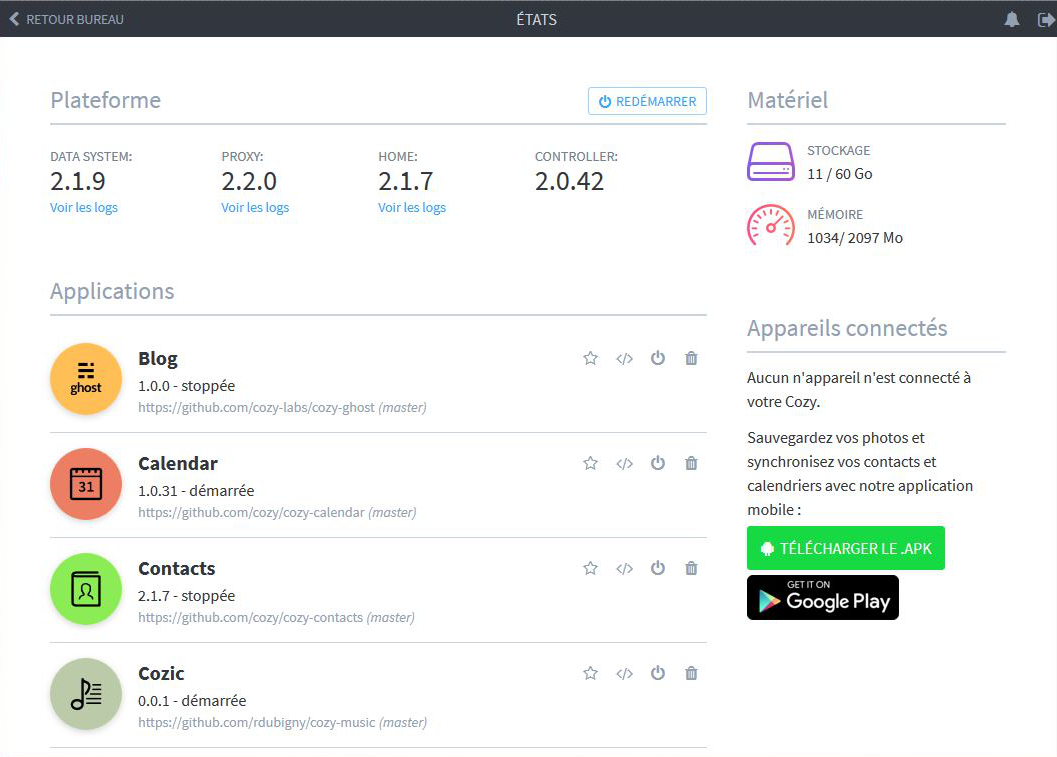 RETOUR BUREAU
ÉTATS
Plateforme
REDÉMARRER
DATA SYSTEM:
2.1.9
Voir les logs
PROXY:
2.2.0
Voir les logs
HOME:
2.1.7
Voir les logs
CONTROLLER:
2.0.42
Applications
ghost
Blog
1.0.0 - stoppée
https://github.com/cozy-labs/cozy-ghost (master)
31
Calendar
1.0.31 - démarrée
https://github.com/cozy/cozy-calendar (master)
Contacts
2.1.7 - stoppée
https://github.com/cozy/cozy-contacts (master)
Cozic
0.0.1 - démarrée
https://github.com/rdubigny/cozy-music (master)
Matériel
STOCKAGE
11 / 60 Go
MÉMOIRE
1034/ 2097 Mo
Appareils connectés
Aucun n'appareil n'est connecté à
votre Cozy.
Sauvegardez vos photos et
synchronisez vos contacts et
calendriers avec notre application
mobile :
TÉLÉCHARGER LE .APK
GET IT ON
Google Play